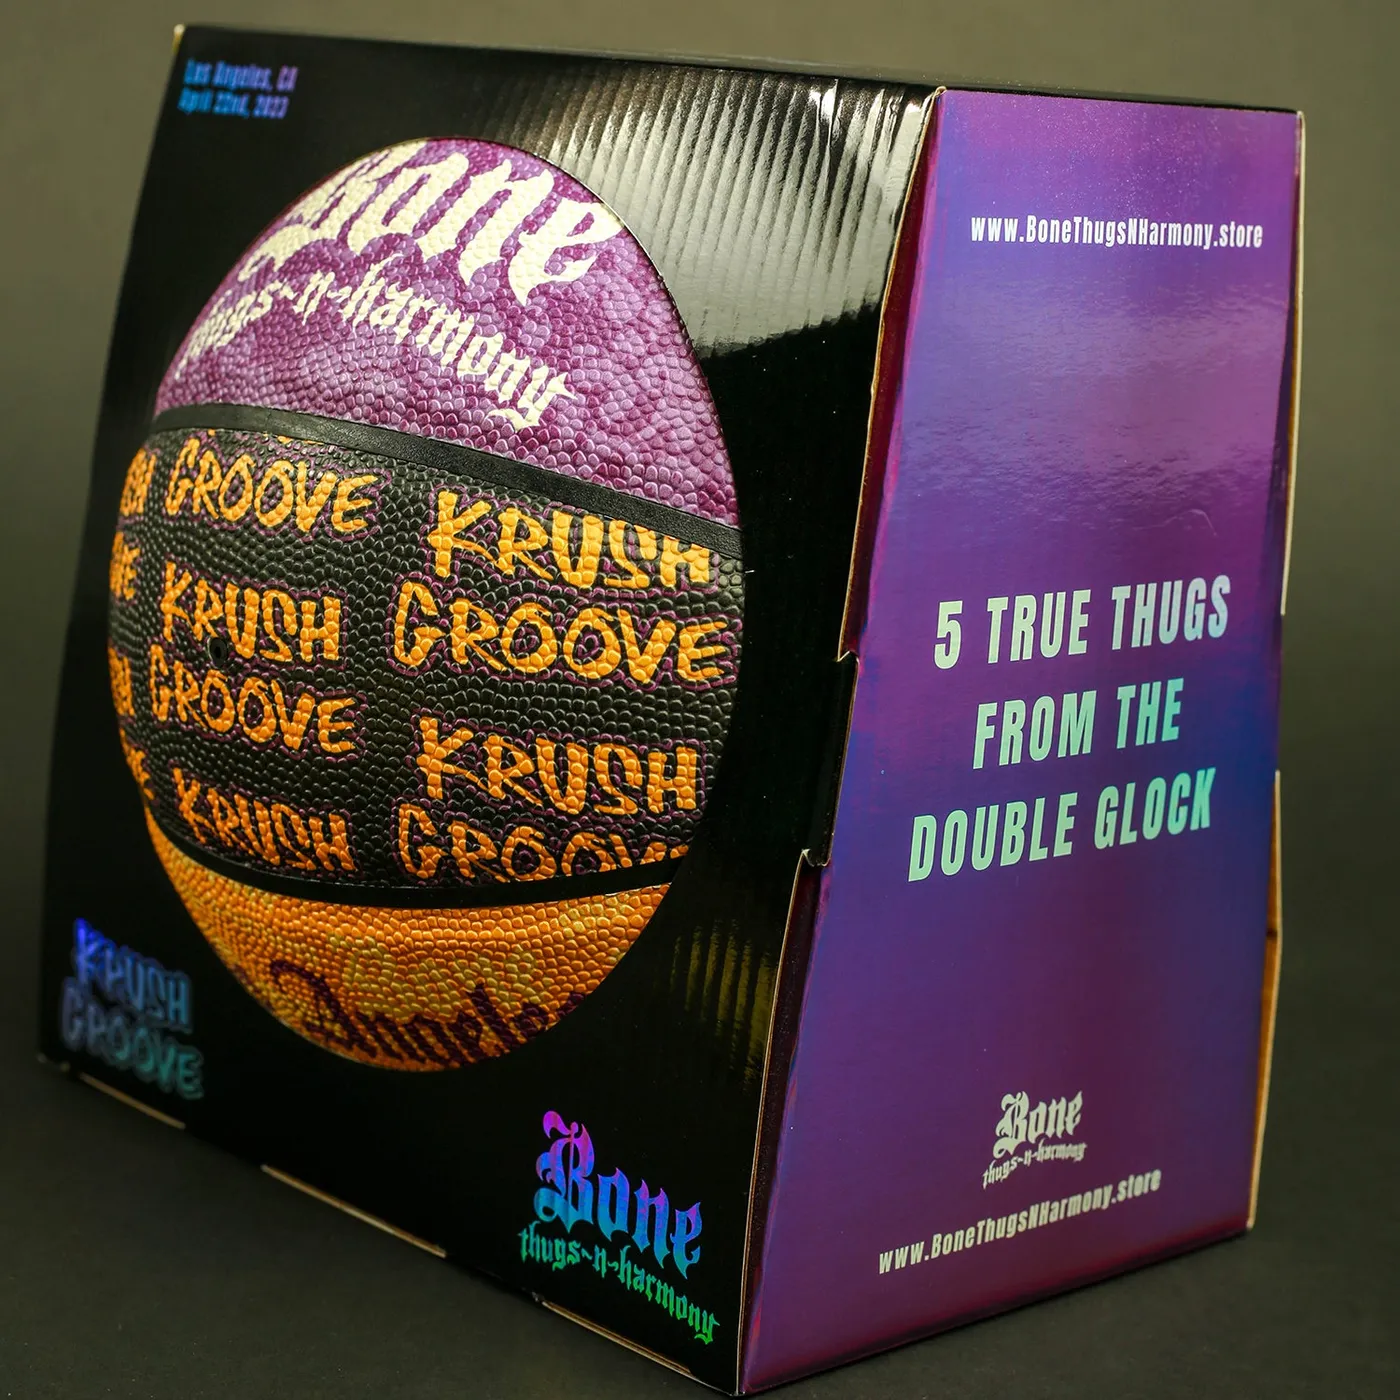 Los Angeles, CA
April 22nd, 2023
Bone
thugs~n~harmony
GROOVE
KRUSH
GROOVE
KRUSH
GROOVE
KRUSH
GROOVE
KRUSH
KRUSH
GROOVE
Bone
thugs~n~harmony
www.BoneThugsNHarmony.store
5 TRUE THUGS
FROM THE
DOUBLE GLOCK
Bone
thugs~n~harmony
www.BoneThugsNHarmony.store